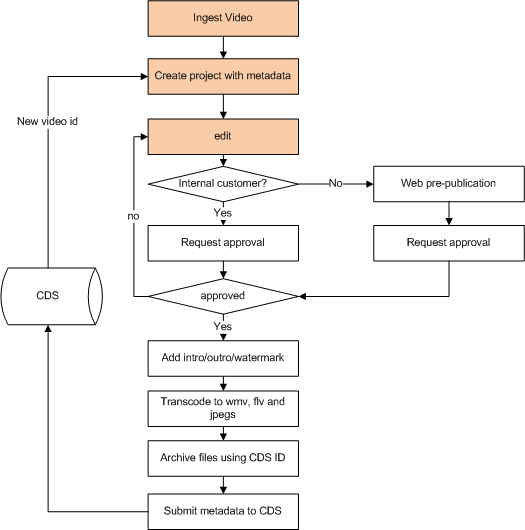 Ingest Video
Create project with metadata
New video id
edit
Internal customer?
No
Web pre-publication
Yes
no
Request approval
Request approval
CDS
approved
Yes
Add intro/outro/watermark
Transcode to wmv, flv and
jpegs
Archive files using CDS ID
Submit metadata to CDS